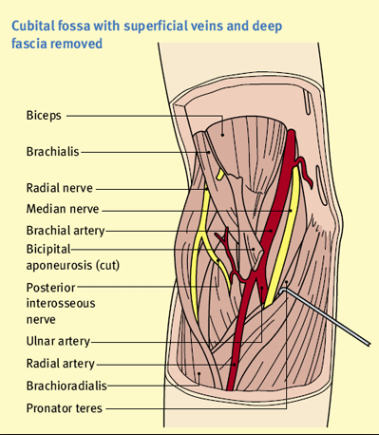 Cubital fossa with superficial veins and deep
fascia removed
Biceps
Brachialis
Radial nerve
Median nerve
Brachial artery
Bicipital
aponeurosis (cut)
Posterior
interosseous
nerve
Ulnar artery
Radial artery
Brachioradialis
Pronator teres